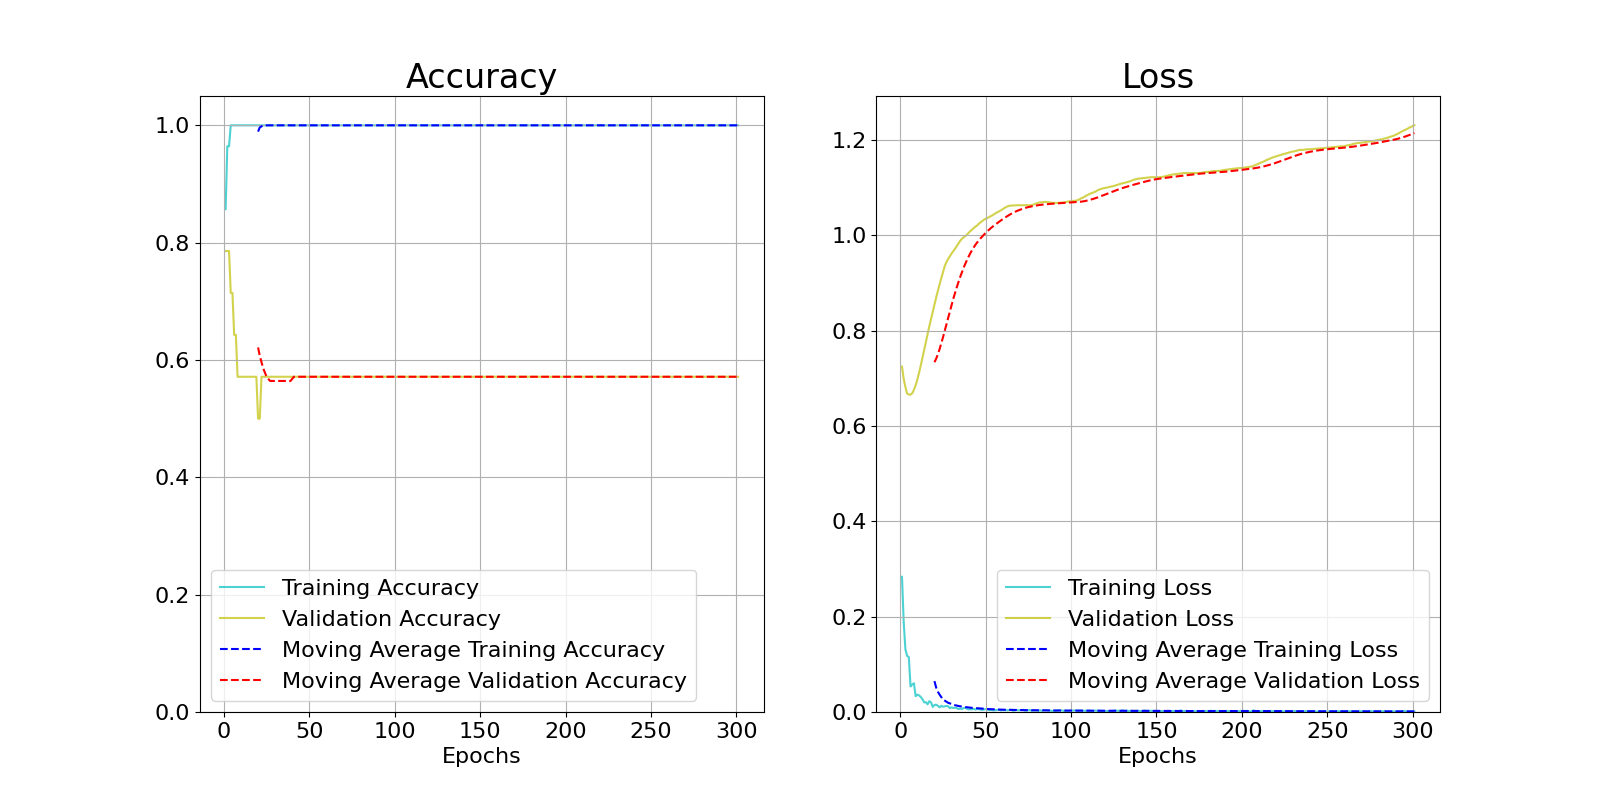 Accuracy
1.0
0.8
0.6
0.4
0.2
0.0
Training Accuracy
Validation Accuracy
Moving Average Training Accuracy
Moving Average Validation Accuracy
0 50 100 150 200 250 300
Epochs
Loss
1.2
1.0
0.8
0.6
0.4
0.2
0.0
Training Loss
Validation Loss
Moving Average Training Loss
Moving Average Validation Loss
0 50 100 150 200 250 300
Epochs